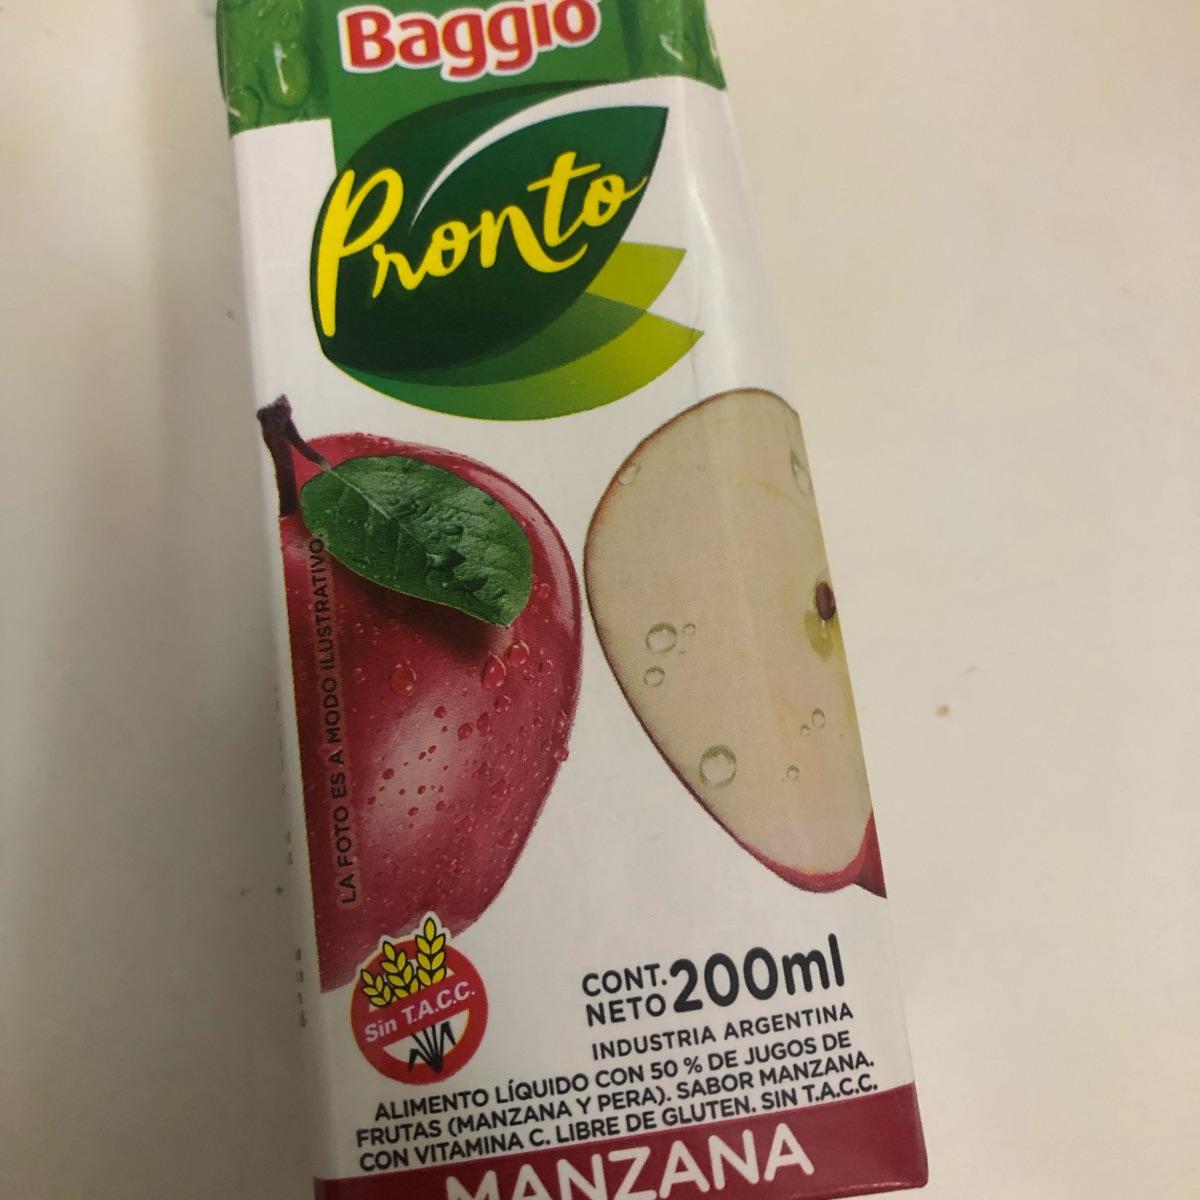 Baggio
Pronto
LA FOTO ES A MODO ILUSTRATIVO.
Sin T.A.C.C.
CONT. NETO 200ml
INDUSTRIA ARGENTINA
ALIMENTO LÍQUIDO CON 50 % DE JUGOS DE
FRUTAS (MANZANA Y PERA). SABOR MANZANA.
CON VITAMINA C. LIBRE DE GLUTEN. SIN T.A.C.C.
MANZANA